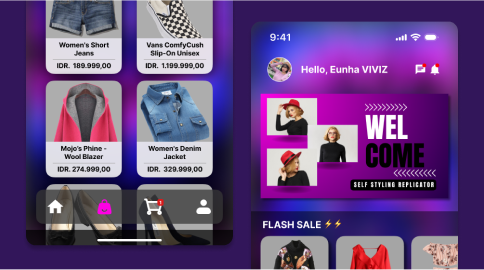 Women's Short
Jeans
IDR. 189.999,00
Vans ComfyCush
Slip-On Unisex
IDR. 1.199.999,00
Mojo's Phine -
Wool Blazer
IDR. 274.999,00
Women's Denim
Jacket
IDR. 329.999,00
9:41
Hello, Eunha VIVIZ
WEL
COME
SELF STYLING REPLICATOR
FLASH SALE ⚡⚡